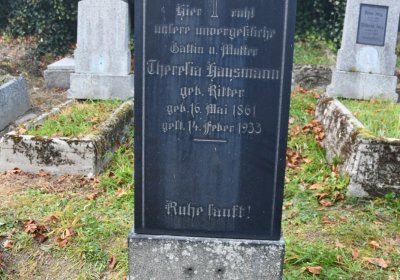 Hier ruht
unsere unvergeßliche
Gattin u. Mutter
Theresia Hausmann
geb. Ritter
geb. 16. Mai 1861
gest. 14. Feber 1933
Ruhe sanft!